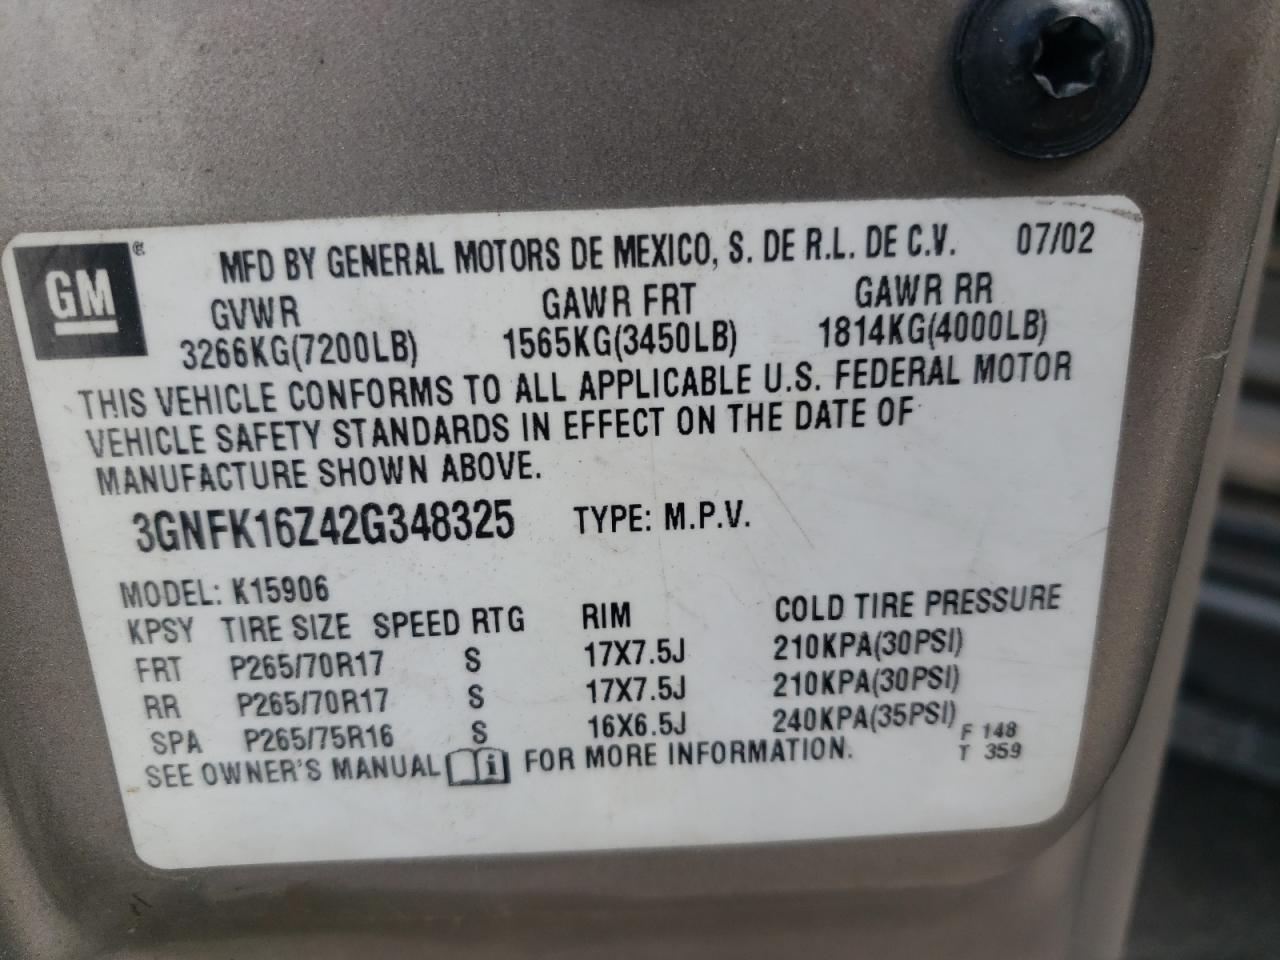 GM ® MFD BY GENERAL MOTORS DE MEXICO, S. DE R.L. DE C.V. 07/02
GVWR GAWR FRT GAWR RR
3266KG(7200LB) 1565KG(3450LB) 1814KG(4000LB)
THIS VEHICLE CONFORMS TO ALL APPLICABLE U.S. FEDERAL MOTOR
VEHICLE SAFETY STANDARDS IN EFFECT ON THE DATE OF
MANUFACTURE SHOWN ABOVE.
3GNFK16Z42G348325 TYPE: M.P.V.
MODEL: K15906
KPSY TIRE SIZE SPEED RTG RIM COLD TIRE PRESSURE
FRT P265/70R17 S 17X7.5J 210KPA(30PSI)
RR P265/70R17 S 17X7.5J 210KPA(30PSI)
SPA P265/75R16 S 16X6.5J 240KPA(35PSI) F 148
SEE OWNER'S MANUAL i FOR MORE INFORMATION. T 359